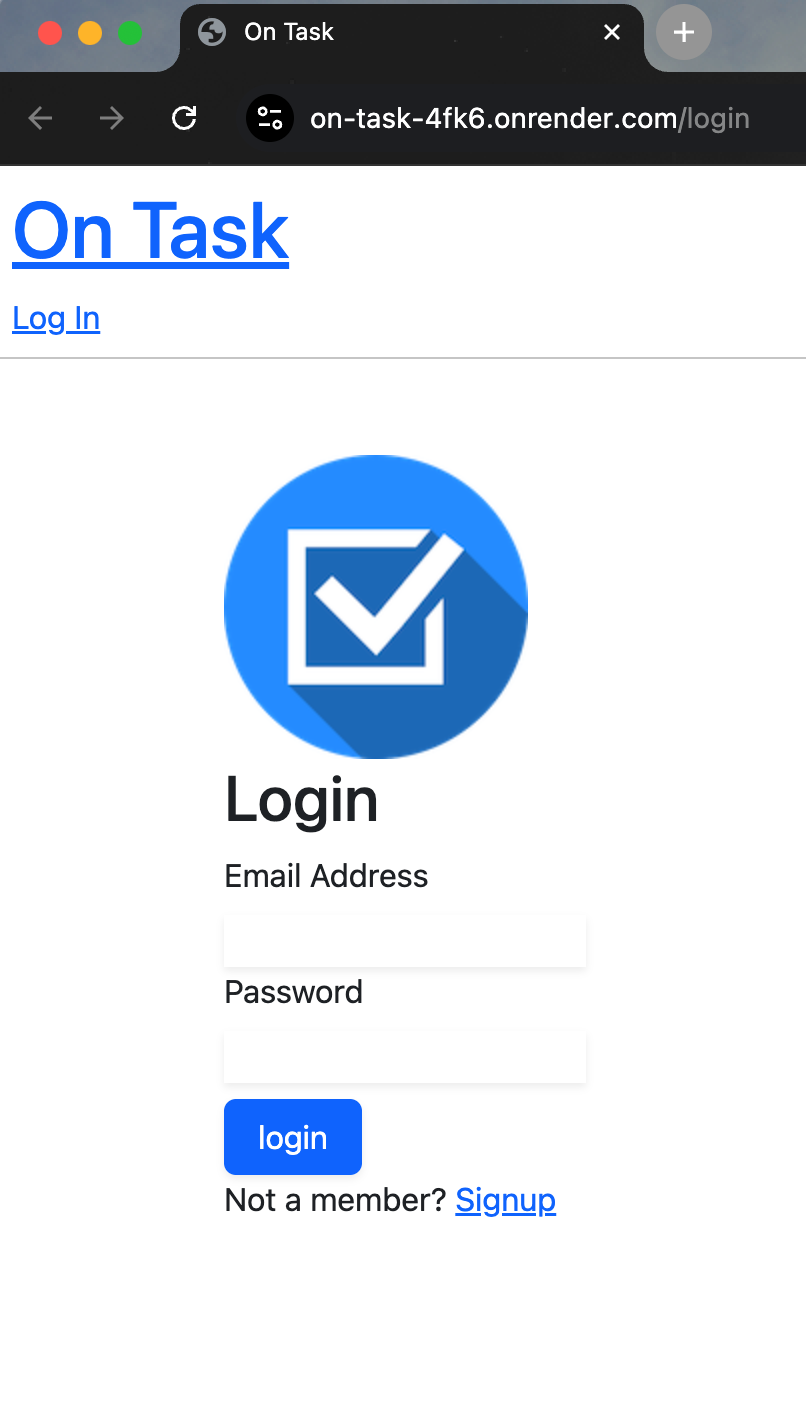 On Task
on-task-4fk6.onrender.com/login
On Task
Log In
Login
Email Address
Password
login
Not a member? Signup